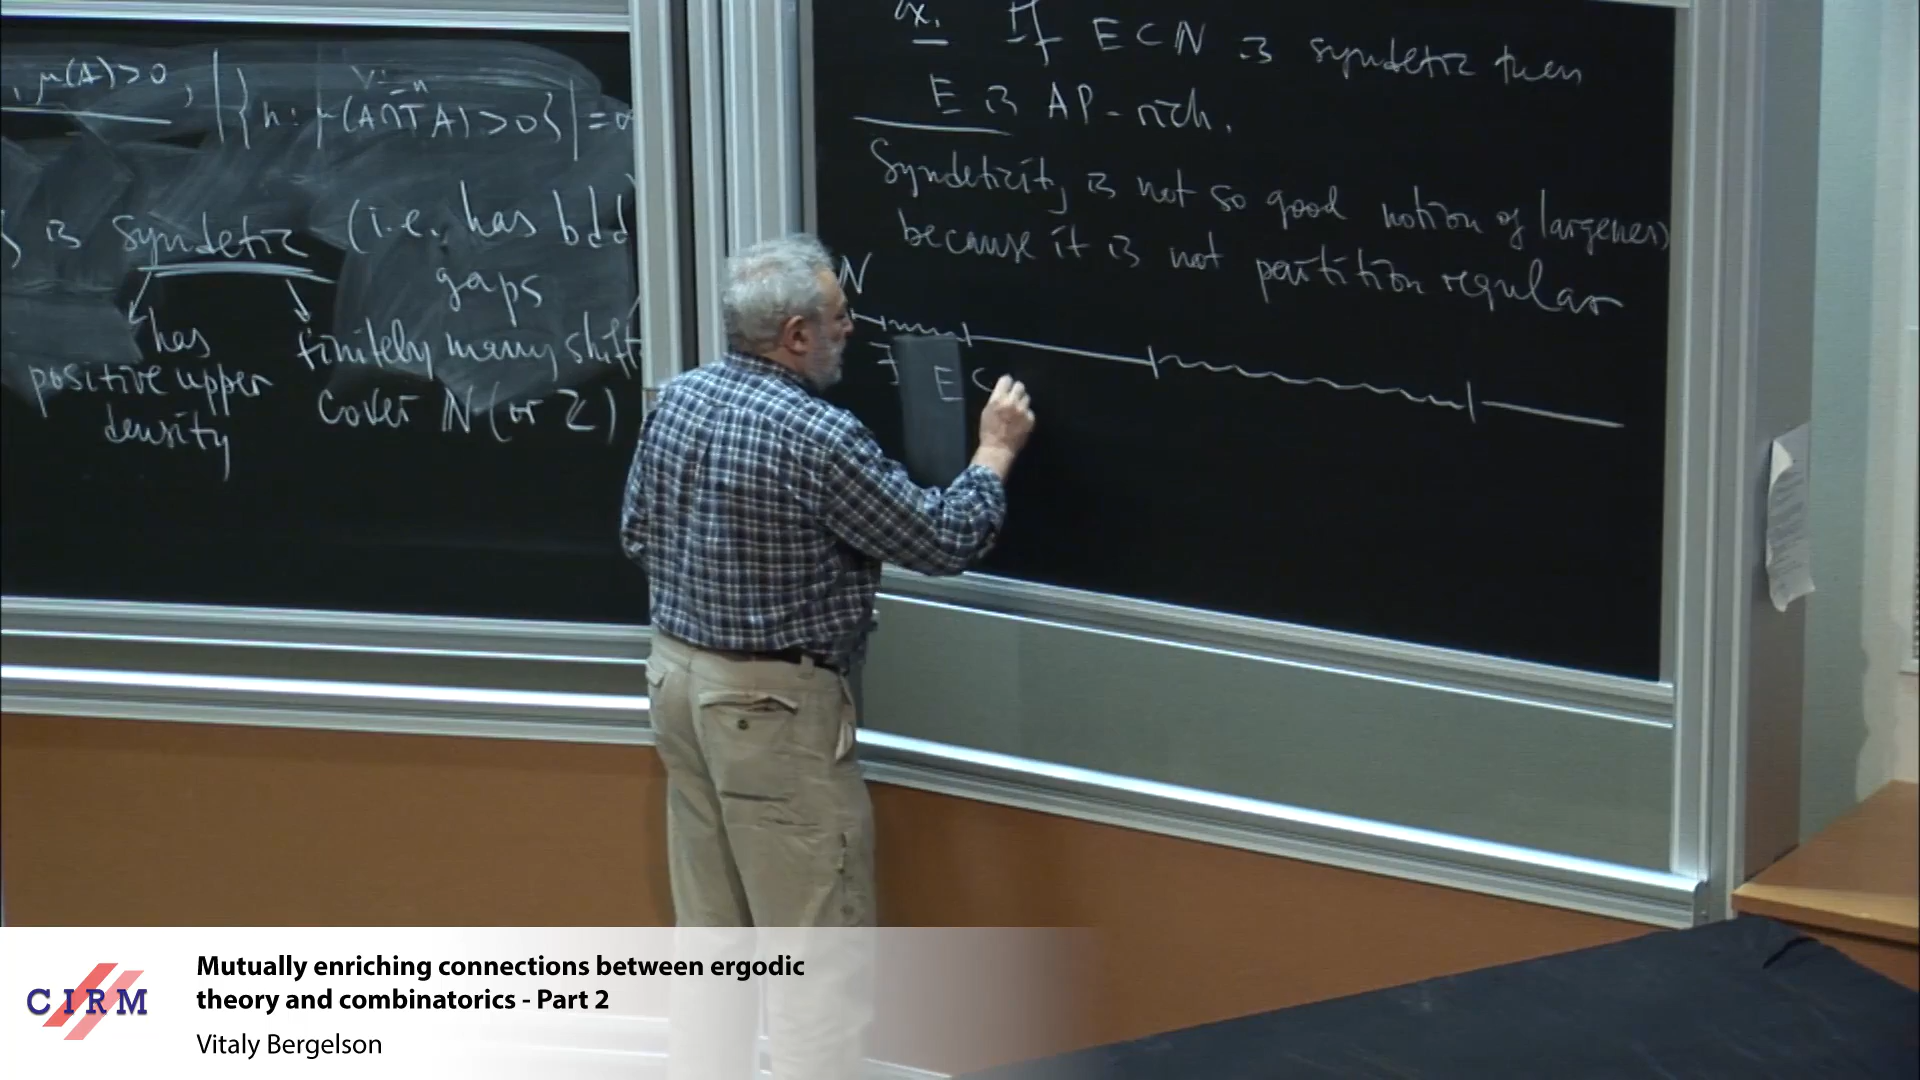 , μ(A)>0 , |{n: μ(A∩T⁻ⁿA)>0}|=∞
} is syndetic (i.e. has bdd
gaps
has
positive upper
density
finitely many shift
cover N (or Z)
Ex. If E⊂N is syndetic then
E is AP-rich.
Syndeticity is not so good notion of largeness
because it is not partition regular
N
E ⊂
CIRM
Mutually enriching connections between ergodic
theory and combinatorics - Part 2
Vitaly Bergelson